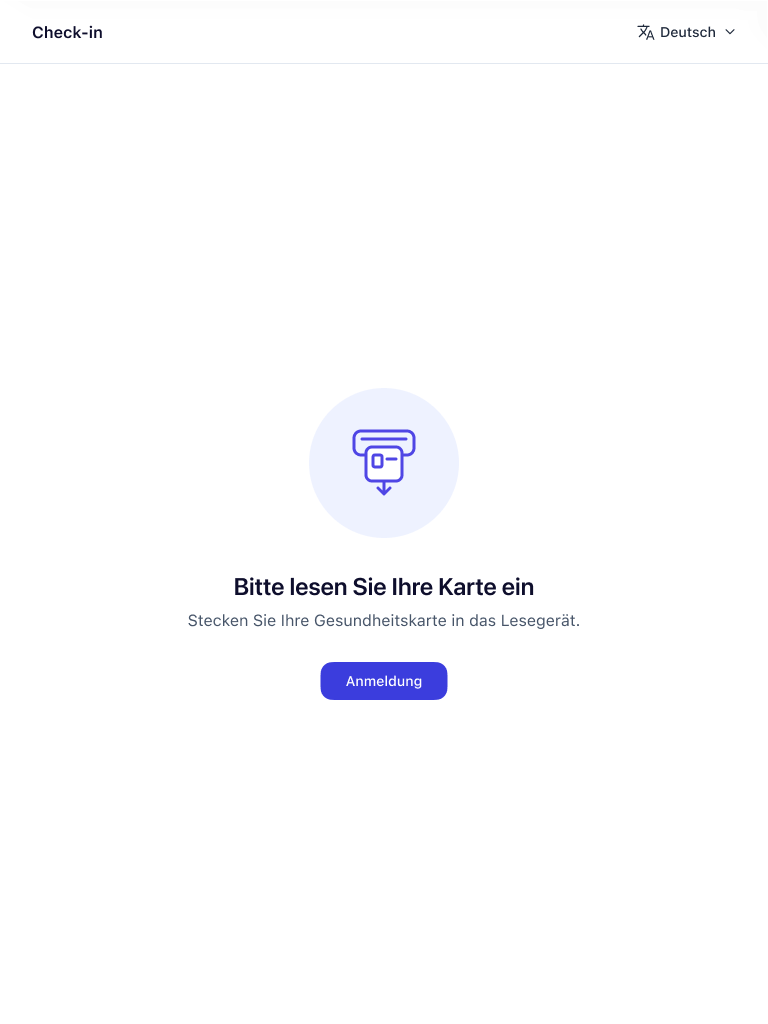 Check-in
Deutsch
Bitte lesen Sie Ihre Karte ein
Stecken Sie Ihre Gesundheitskarte in das Lesegerät.
Anmeldung